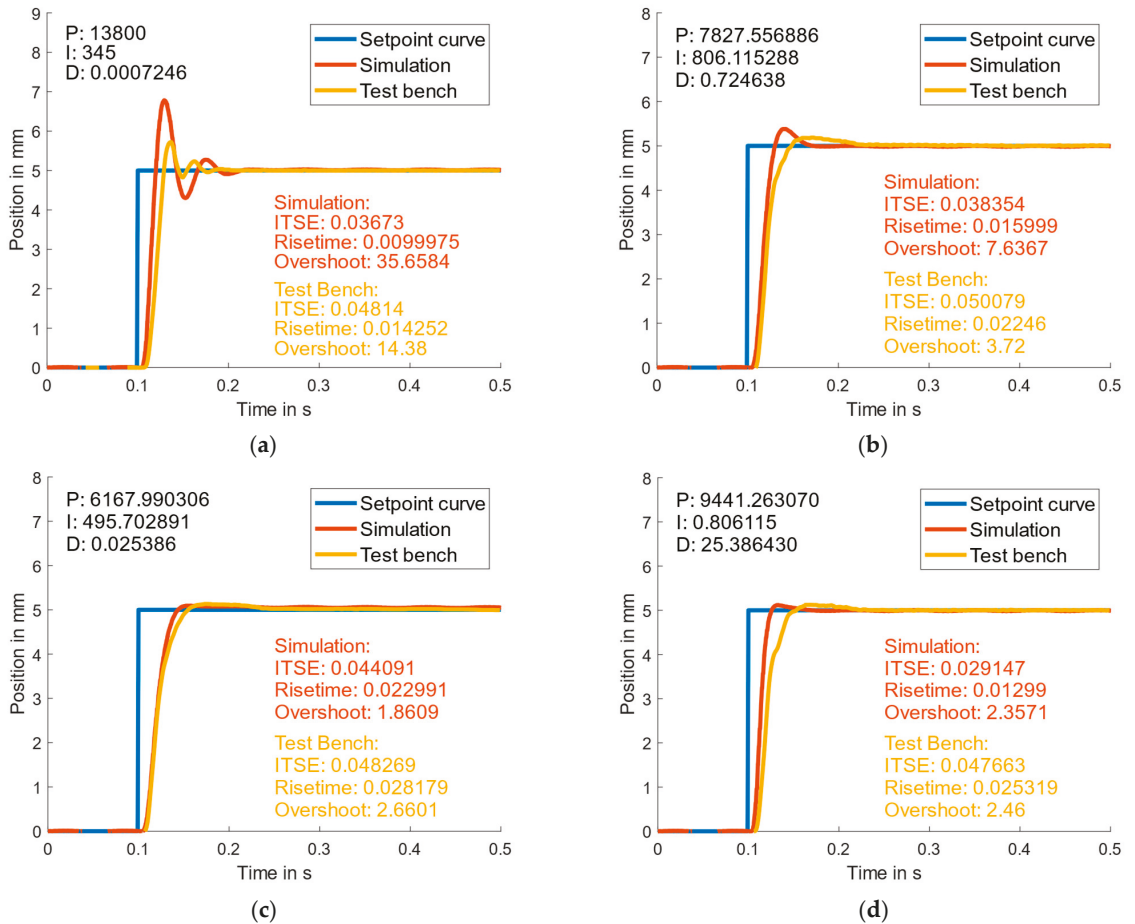 9
8
7
6
5
4
3
2
1
0
Position in mm
P: 13800
I: 345
D: 0.0007246
Setpoint curve
Simulation
Test bench
Simulation:
ITSE: 0.03673
Risetime: 0.0099975
Overshoot: 35.6584
Test Bench:
ITSE: 0.04814
Risetime: 0.014252
Overshoot: 14.38
0 0.1 0.2 0.3 0.4 0.5
Time in s
(a)
8
7
6
5
4
3
2
1
0
Position in mm
P: 7827.556886
I: 806.115288
D: 0.724638
Setpoint curve
Simulation
Test bench
Simulation:
ITSE: 0.038354
Risetime: 0.015999
Overshoot: 7.6367
Test Bench:
ITSE: 0.050079
Risetime: 0.02246
Overshoot: 3.72
0 0.1 0.2 0.3 0.4 0.5
Time in s
(b)
8
7
6
5
4
3
2
1
0
Position in mm
P: 6167.990306
I: 495.702891
D: 0.025386
Setpoint curve
Simulation
Test bench
Simulation:
ITSE: 0.044091
Risetime: 0.022991
Overshoot: 1.8609
Test Bench:
ITSE: 0.048269
Risetime: 0.028179
Overshoot: 2.6601
0 0.1 0.2 0.3 0.4 0.5
Time in s
(c)
8
7
6
5
4
3
2
1
0
Position in mm
P: 9441.263070
I: 0.806115
D: 25.386430
Setpoint curve
Simulation
Test bench
Simulation:
ITSE: 0.029147
Risetime: 0.01299
Overshoot: 2.3571
Test Bench:
ITSE: 0.047663
Risetime: 0.025319
Overshoot: 2.46
0 0.1 0.2 0.3 0.4 0.5
Time in s
(d)